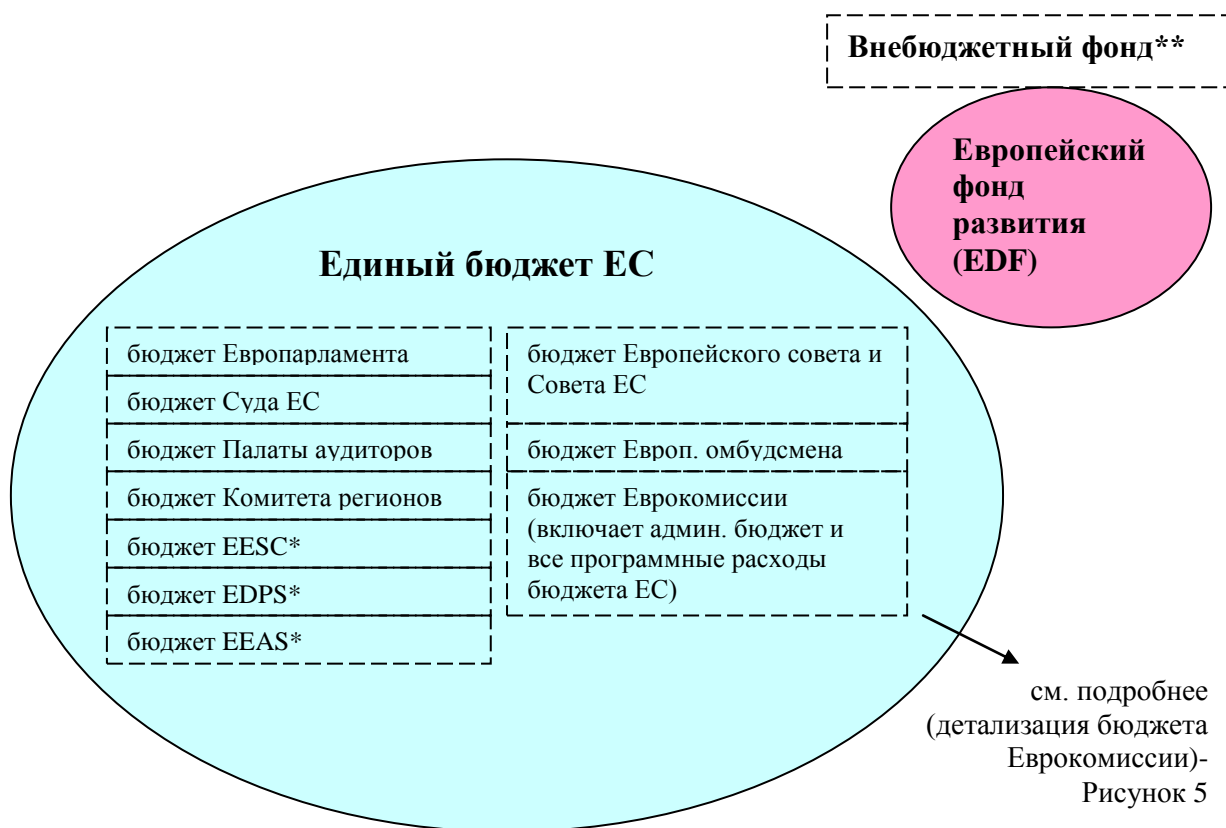 Внебюджетный фонд**
Европейский
фонд
развития
(EDF)
Единый бюджет ЕС
бюджет Европарламента
бюджет Суда ЕС
бюджет Палаты аудиторов
бюджет Комитета регионов
бюджет EESC*
бюджет EDPS*
бюджет EEAS*
бюджет Европейского совета и
Совета ЕС
бюджет Европ. омбудсмена
бюджет Еврокомиссии
(включает админ. бюджет и
все программные расходы
бюджета ЕС)
см. подробнее
(детализация бюджета
Еврокомиссии)-
Рисунок 5